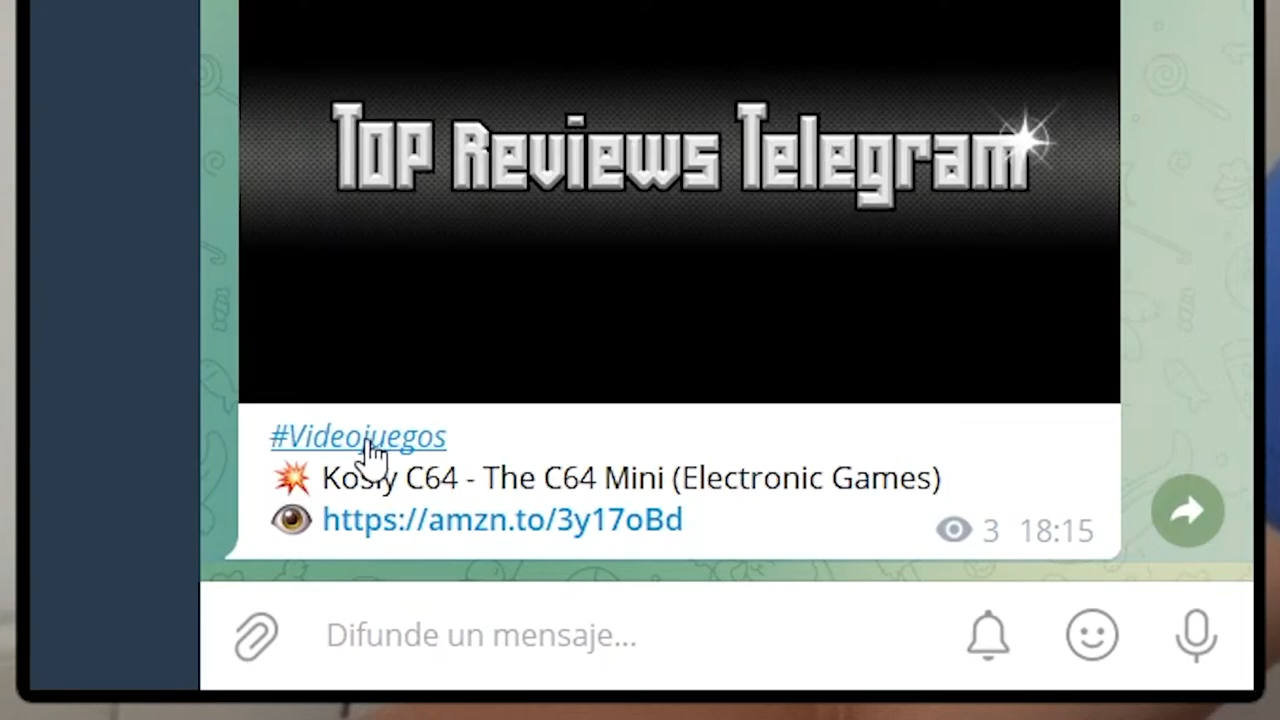 Top Reviews Telegram
#Videojuegos
Kosly C64 - The C64 Mini (Electronic Games)
https://amzn.to/3y17oBd
3 18:15
Difunde un mensaje...